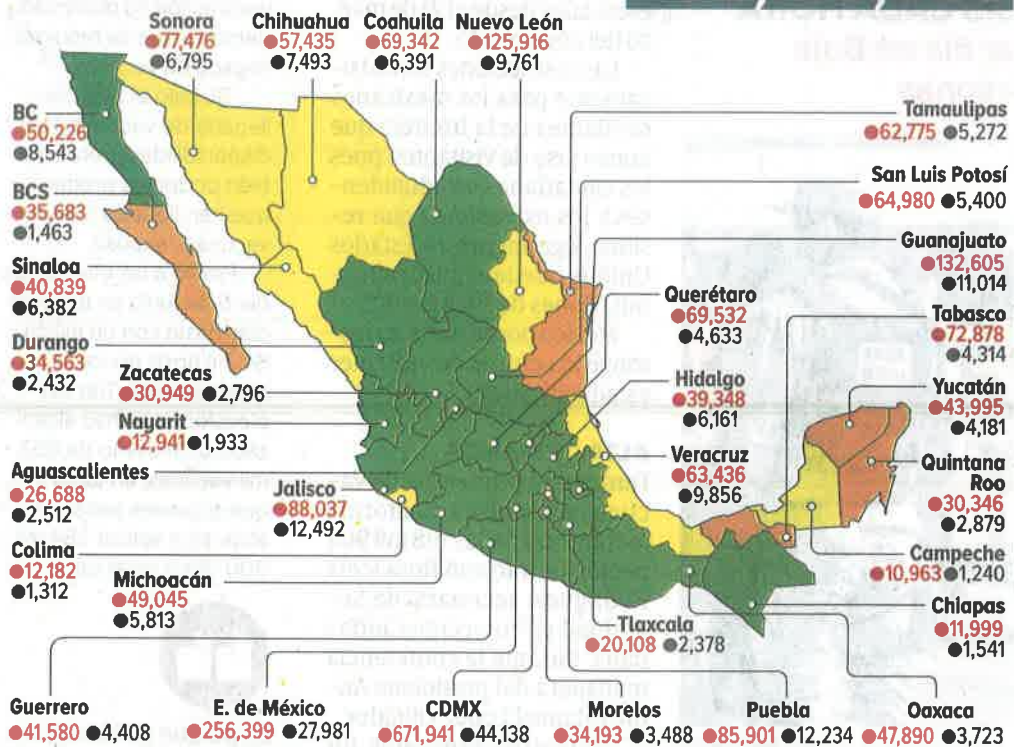 Sonora
77,476
6,795
Chihuahua
57,435
7,493
Coahuila
69,342
6,391
Nuevo León
125,916
9,761
BC
50,226
8,543
BCS
35,683
1,463
Sinaloa
40,839
6,382
Durango
34,563
2,432
Zacatecas
30,949 2,796
Nayarit
12,941 1,933
Aguascalientes
26,688
2,512
Colima
12,182
1,312
Jalisco
88,037
12,492
Michoacán
49,045
5,813
Tamaulipas
62,775 5,272
San Luis Potosí
64,980 5,400
Guanajuato
132,605
11,014
Querétaro
69,532
4,633
Tabasco
72,878
4,314
Hidalgo
39,348
6,161
Yucatán
43,995
4,181
Veracruz
63,436
9,856
Quintana
Roo
30,346
2,879
Campeche
10,963 1,240
Chiapas
11,999
1,541
Tlaxcala
20,108 2,378
Guerrero
41,580 4,408
E. de México
256,399 27,981
CDMX
671,941 44,138
Morelos
34,193 3,488
Puebla
85,901 12,234
Oaxaca
47,890 3,723